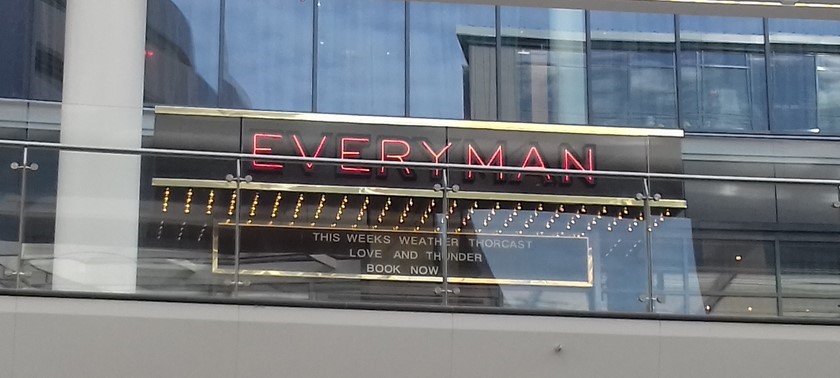 EVERYMAN
THIS WEEKS WEATHER THORCAST
LOVE AND THUNDER
BOOK NOW